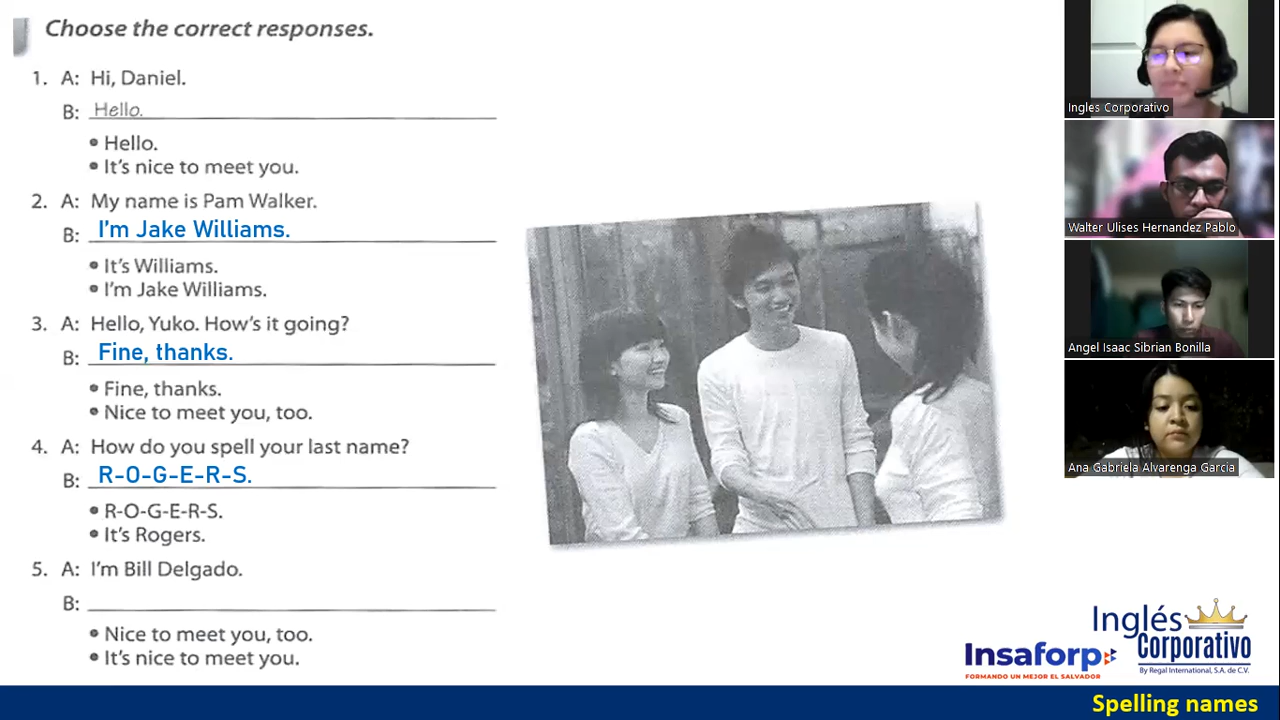 Choose the correct responses.
1. A: Hi, Daniel.
B: Hello.
• Hello.
• It's nice to meet you.
2. A: My name is Pam Walker.
B: I'm Jake Williams.
• It's Williams.
• I'm Jake Williams.
3. A: Hello, Yuko. How's it going?
B: Fine, thanks.
• Fine, thanks.
• Nice to meet you, too.
4. A: How do you spell your last name?
B: R-O-G-E-R-S.
• R-O-G-E-R-S.
• It's Rogers.
5. A: I'm Bill Delgado.
B:
• Nice to meet you, too.
• It's nice to meet you.
Ingles Corporativo
Walter Ulises Hernandez Pablo
Angel Isaac Sibrian Bonilla
Ana Gabriela Alvarenga Garcia
Insaforp
FORMANDO UN MEJOR EL SALVADOR
Inglés
Corporativo
By Regal International, S.A. de C.V.
Spelling names